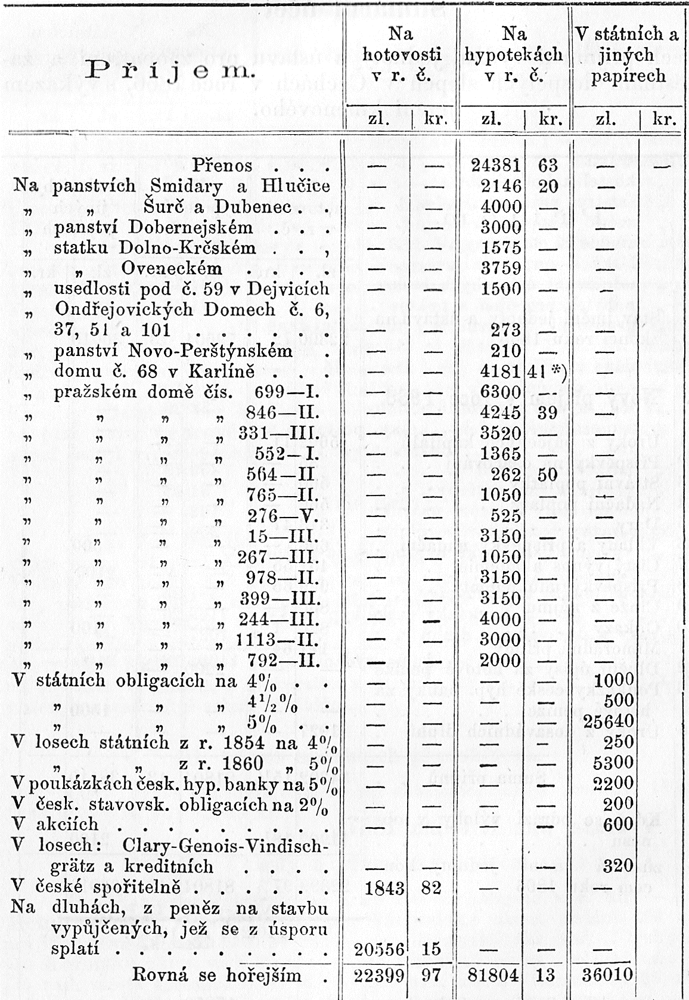 Příjem.
Na hotovosti v r. č.
Na hypotekách v r. č.
V státních a jiných papírech
zl. | kr. zl. | kr. zl. | kr.
Přenos . . . — — 24381 63 — —
Na panstvích Smidary a Hlučice — — 2146 20 —
„ „ Šurč a Dubenec . — — 4000 — —
„ panství Dobernejském . . . — — 3000 — —
„ statku Dolno-Krčském . . , — — 1575 — —
„ „ Oveneckém . . . . — — 3759 — —
„ usedlosti pod č. 59 v Dejvicích — — 1500 — —
„ Ondřejovických Domech č. 6,
37, 51 a 101 . . . . . . — — 273 — —
„ panství Novo-Perštýnském . — — 210 — —
„ domu č. 68 v Karlíně . . . — — 4181 41 *) —
„ pražském domě čís. 699—I. — — 6300 — —
„ „ „ „ 846—II. — — 4245 39 —
„ „ „ „ 331—III. — — 3520 — —
„ „ „ „ 552—I. — — 1365 — —
„ „ „ „ 564—II — — 262 50 —
„ „ „ „ 765—II. — — 1050 — —
„ „ „ „ 276—V. — — 525 — —
„ „ „ „ 15—III. — — 3150 — —
„ „ „ „ 267—III. — — 1050 — —
„ „ „ „ 978—II. — — 3150 — —
„ „ „ „ 399—III. — — 3150 — —
„ „ „ „ 244—III. — — 4000 — —
„ „ „ „ 1113—II. — — 3000 — —
„ „ „ „ 792—II. — — 2000 — —
V státních obligacích na 4% . . — — — — 1000
„ „ „ 4½% . — — — — 500
„ „ „ 5% — — — — 25640
V losech státních z r. 1854 na 4% — — — — 250
„ „ z r. 1860 „ 5% — — — — 5300
V poukázkách česk. hyp. banky na 5% — — — — 2200
V česk. stavovsk. obligacích na 2% — — — — 200
V akciích . . . . . . . . . — — — — 600
V losech: Clary-Genois-Vindisch-
grätz a kreditních . . . . — — — — 320
V české spořitelně . . . . . . 1843 82 — — —
Na dluhách, z peněz na stavbu
vypůjčených, jež se z úsporu
splatí . . . . . . . . . 20556 15 — — —
Rovná se hořejším . 22399 97 81804 13 36010